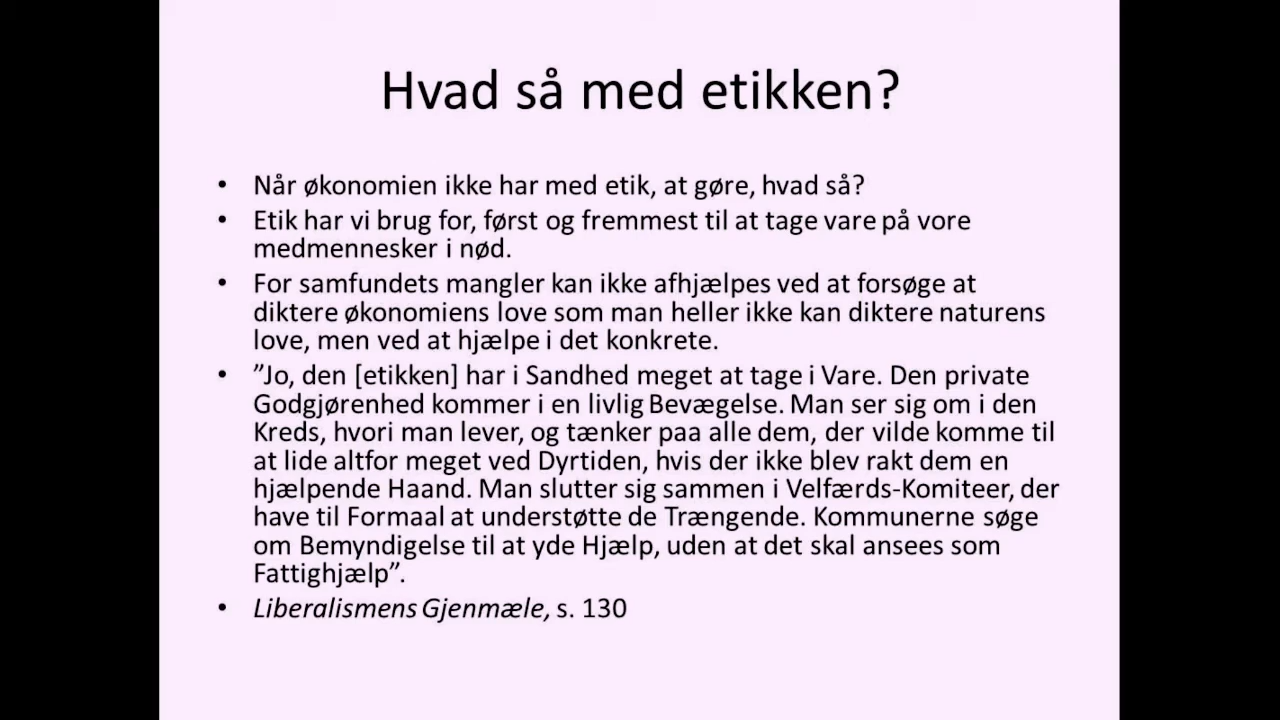 Hvad så med etikken?
• Når økonomien ikke har med etik, at gøre, hvad så?
• Etik har vi brug for, først og fremmest til at tage vare på vore
medmennesker i nød.
• For samfundets mangler kan ikke afhjælpes ved at forsøge at
diktere økonomiens love som man heller ikke kan diktere naturens
love, men ved at hjælpe i det konkrete.
• ”Jo, den [etikken] har i Sandhed meget at tage i Vare. Den private
Godgjørenhed kommer i en livlig Bevægelse. Man ser sig om i den
Kreds, hvori man lever, og tænker paa alle dem, der vilde komme til
at lide altfor meget ved Dyrtiden, hvis der ikke blev rakt dem en
hjælpende Haand. Man slutter sig sammen i Velfærds-Komiteer, der
have til Formaal at understøtte de Trængende. Kommunerne søge
om Bemyndigelse til at yde Hjælp, uden at det skal ansees som
Fattighjælp”.
• Liberalismens Gjenmæle, s. 130